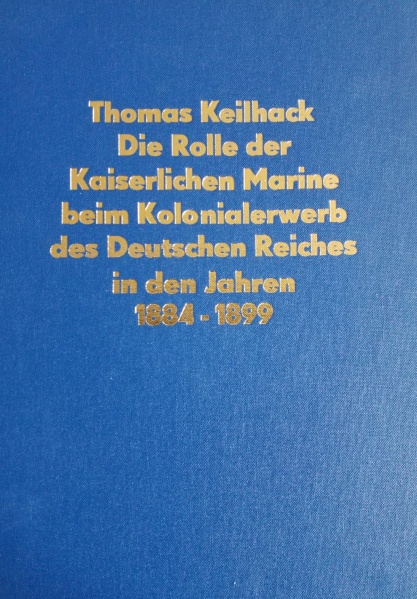 Thomas Keilhack
Die Rolle der
Kaiserlichen Marine
beim Kolonialerwerb
des Deutschen Reiches
in den Jahren
1884 - 1899